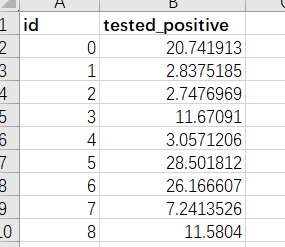 A B
1 id tested_positive
2 0 20.741913
3 1 2.8375185
4 2 2.7476969
5 3 11.67091
6 4 3.0571206
7 5 28.501812
8 6 26.166607
9 7 7.2413526
10 8 11.5804